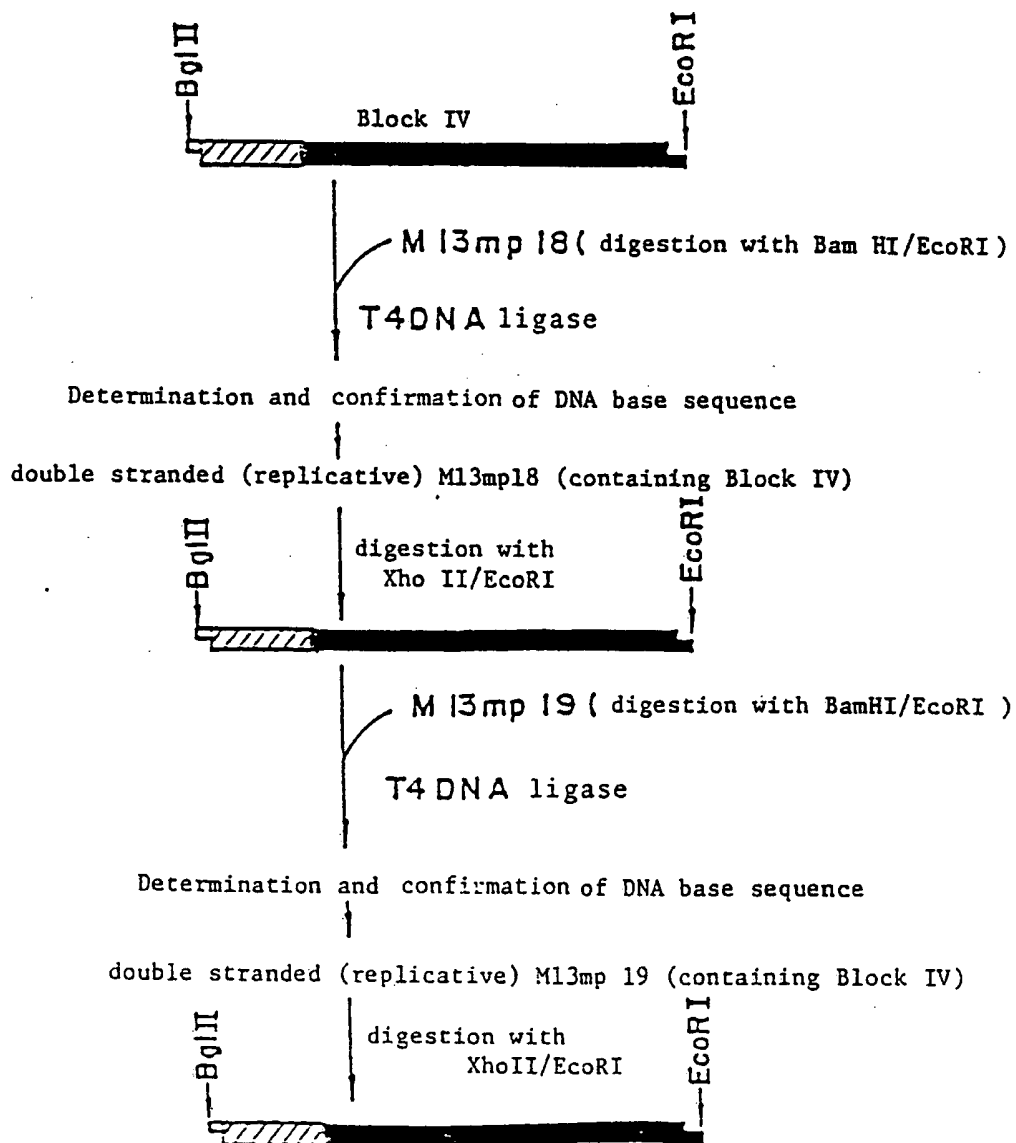 BglII
EcoRI
Block IV
M13mp18 ( digestion with Bam HI/EcoRI )
T4DNA ligase
Determination and confirmation of DNA base sequence
double stranded (replicative) M13mp18 (containing Block IV)
BglII
EcoRI
digestion with
Xho II/EcoRI
M13mp 19 ( digestion with BamHI/EcoRI )
T4 DNA ligase
Determination and confirmation of DNA base sequence
double stranded (replicative) M13mp 19 (containing Block IV)
BglII
EcoRI
digestion with
XhoII/EcoRI